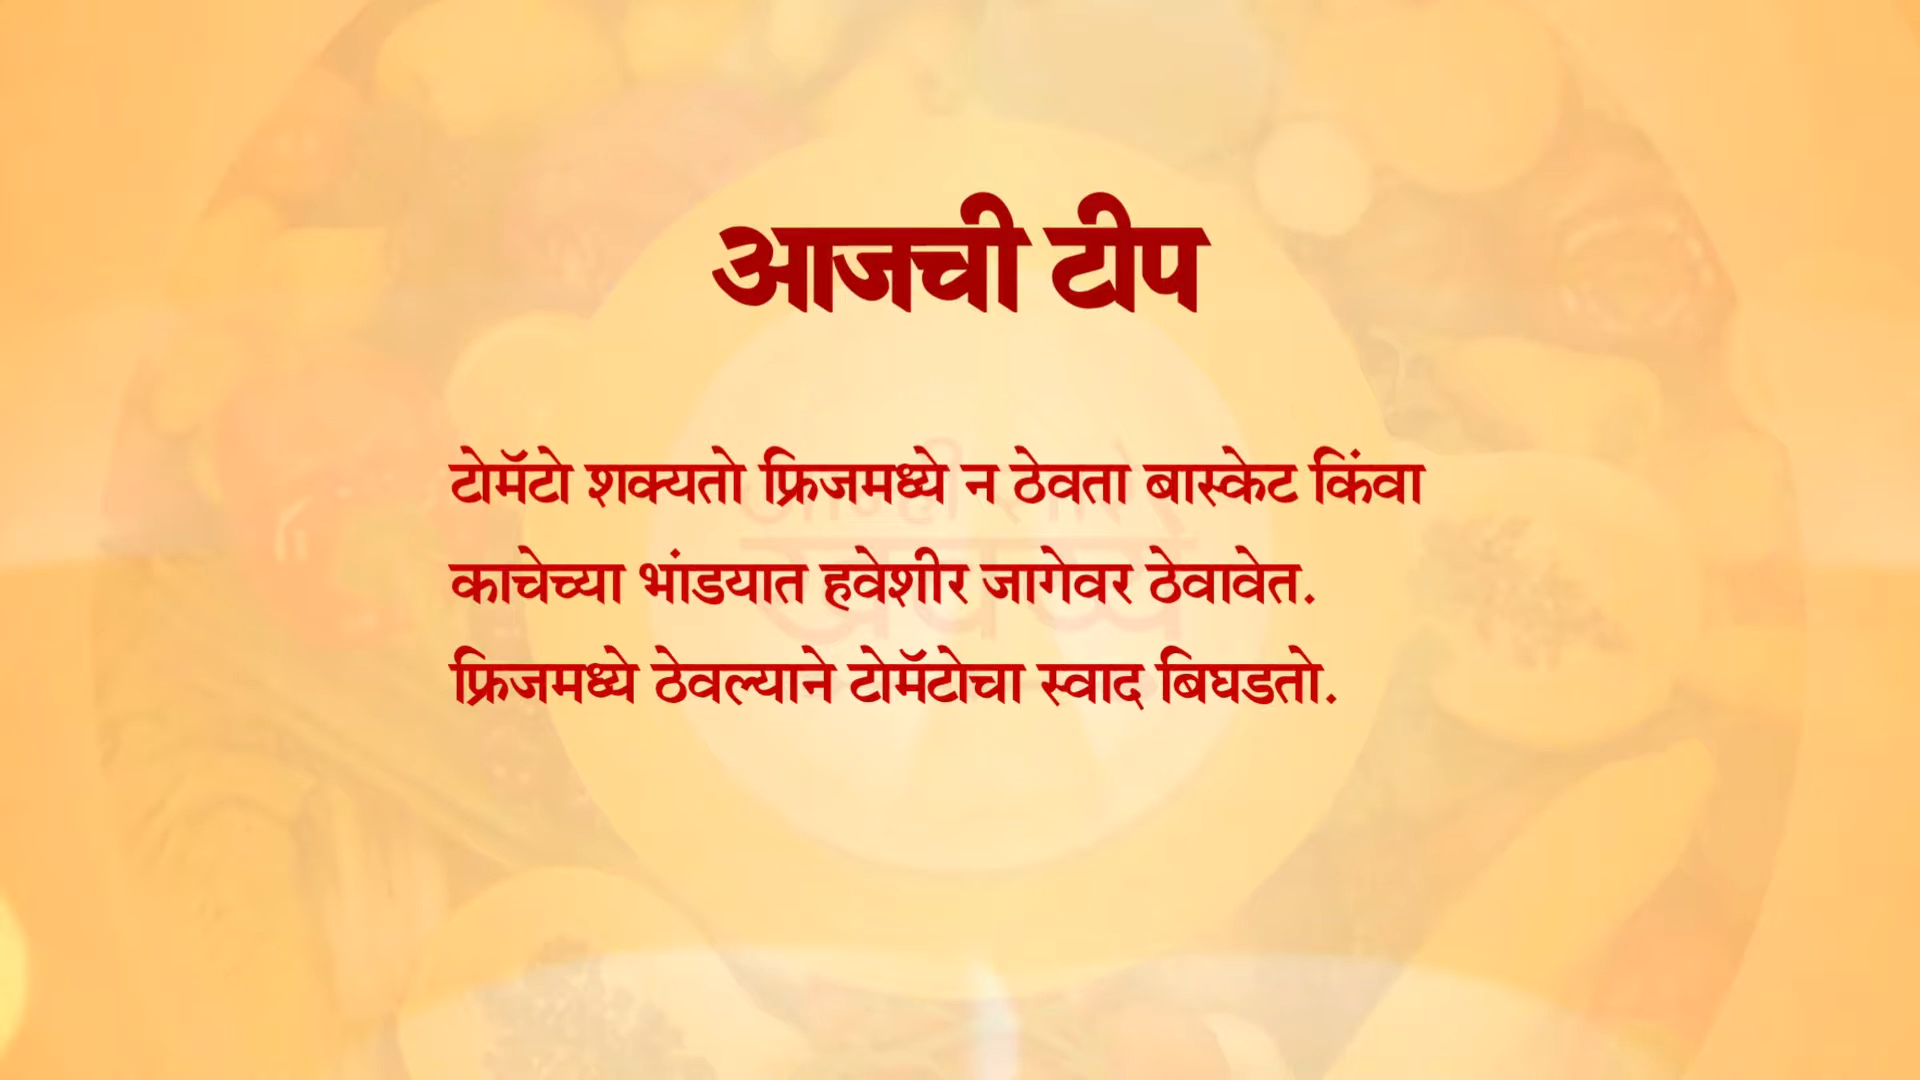 आजची टीप
टोमॅटो शक्यतो फ्रिजमध्ये न ठेवता बास्केट किंवा
काचेच्या भांडयात हवेशीर जागेवर ठेवावेत.
फ्रिजमध्ये ठेवल्याने टोमॅटोचा स्वाद बिघडतो.